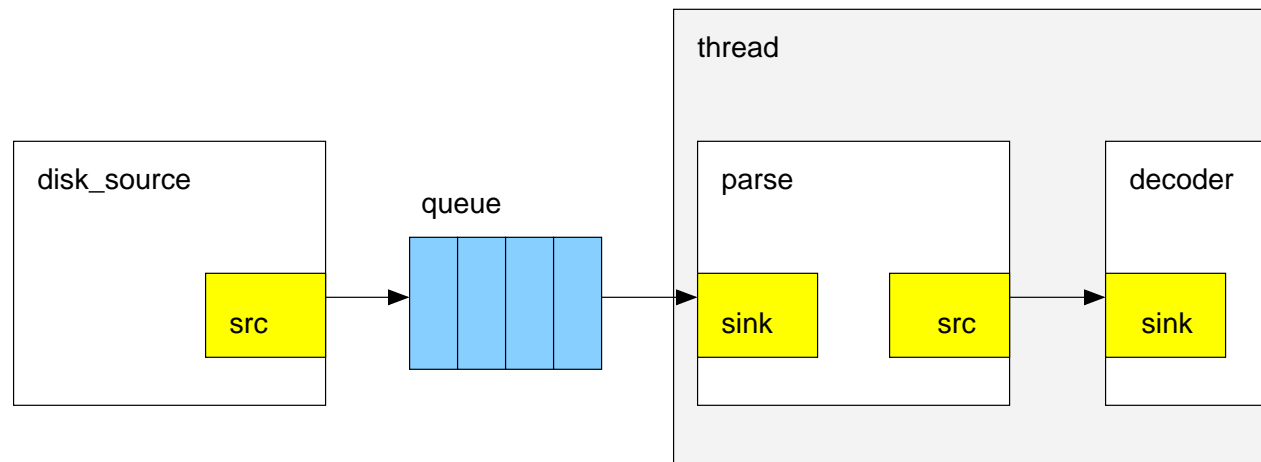 thread
disk_source
parse
decoder
queue
src
sink
src
sink